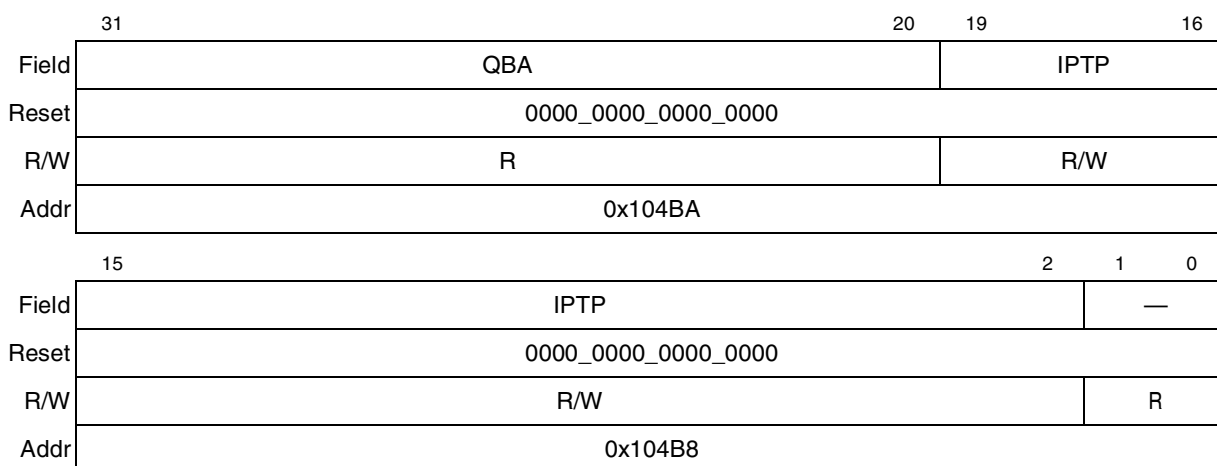 31 20 19 16
Field QBA IPTP
Reset 0000_0000_0000_0000
R/W R R/W
Addr 0x104BA
15 2 1 0
Field IPTP —
Reset 0000_0000_0000_0000
R/W R/W R
Addr 0x104B8